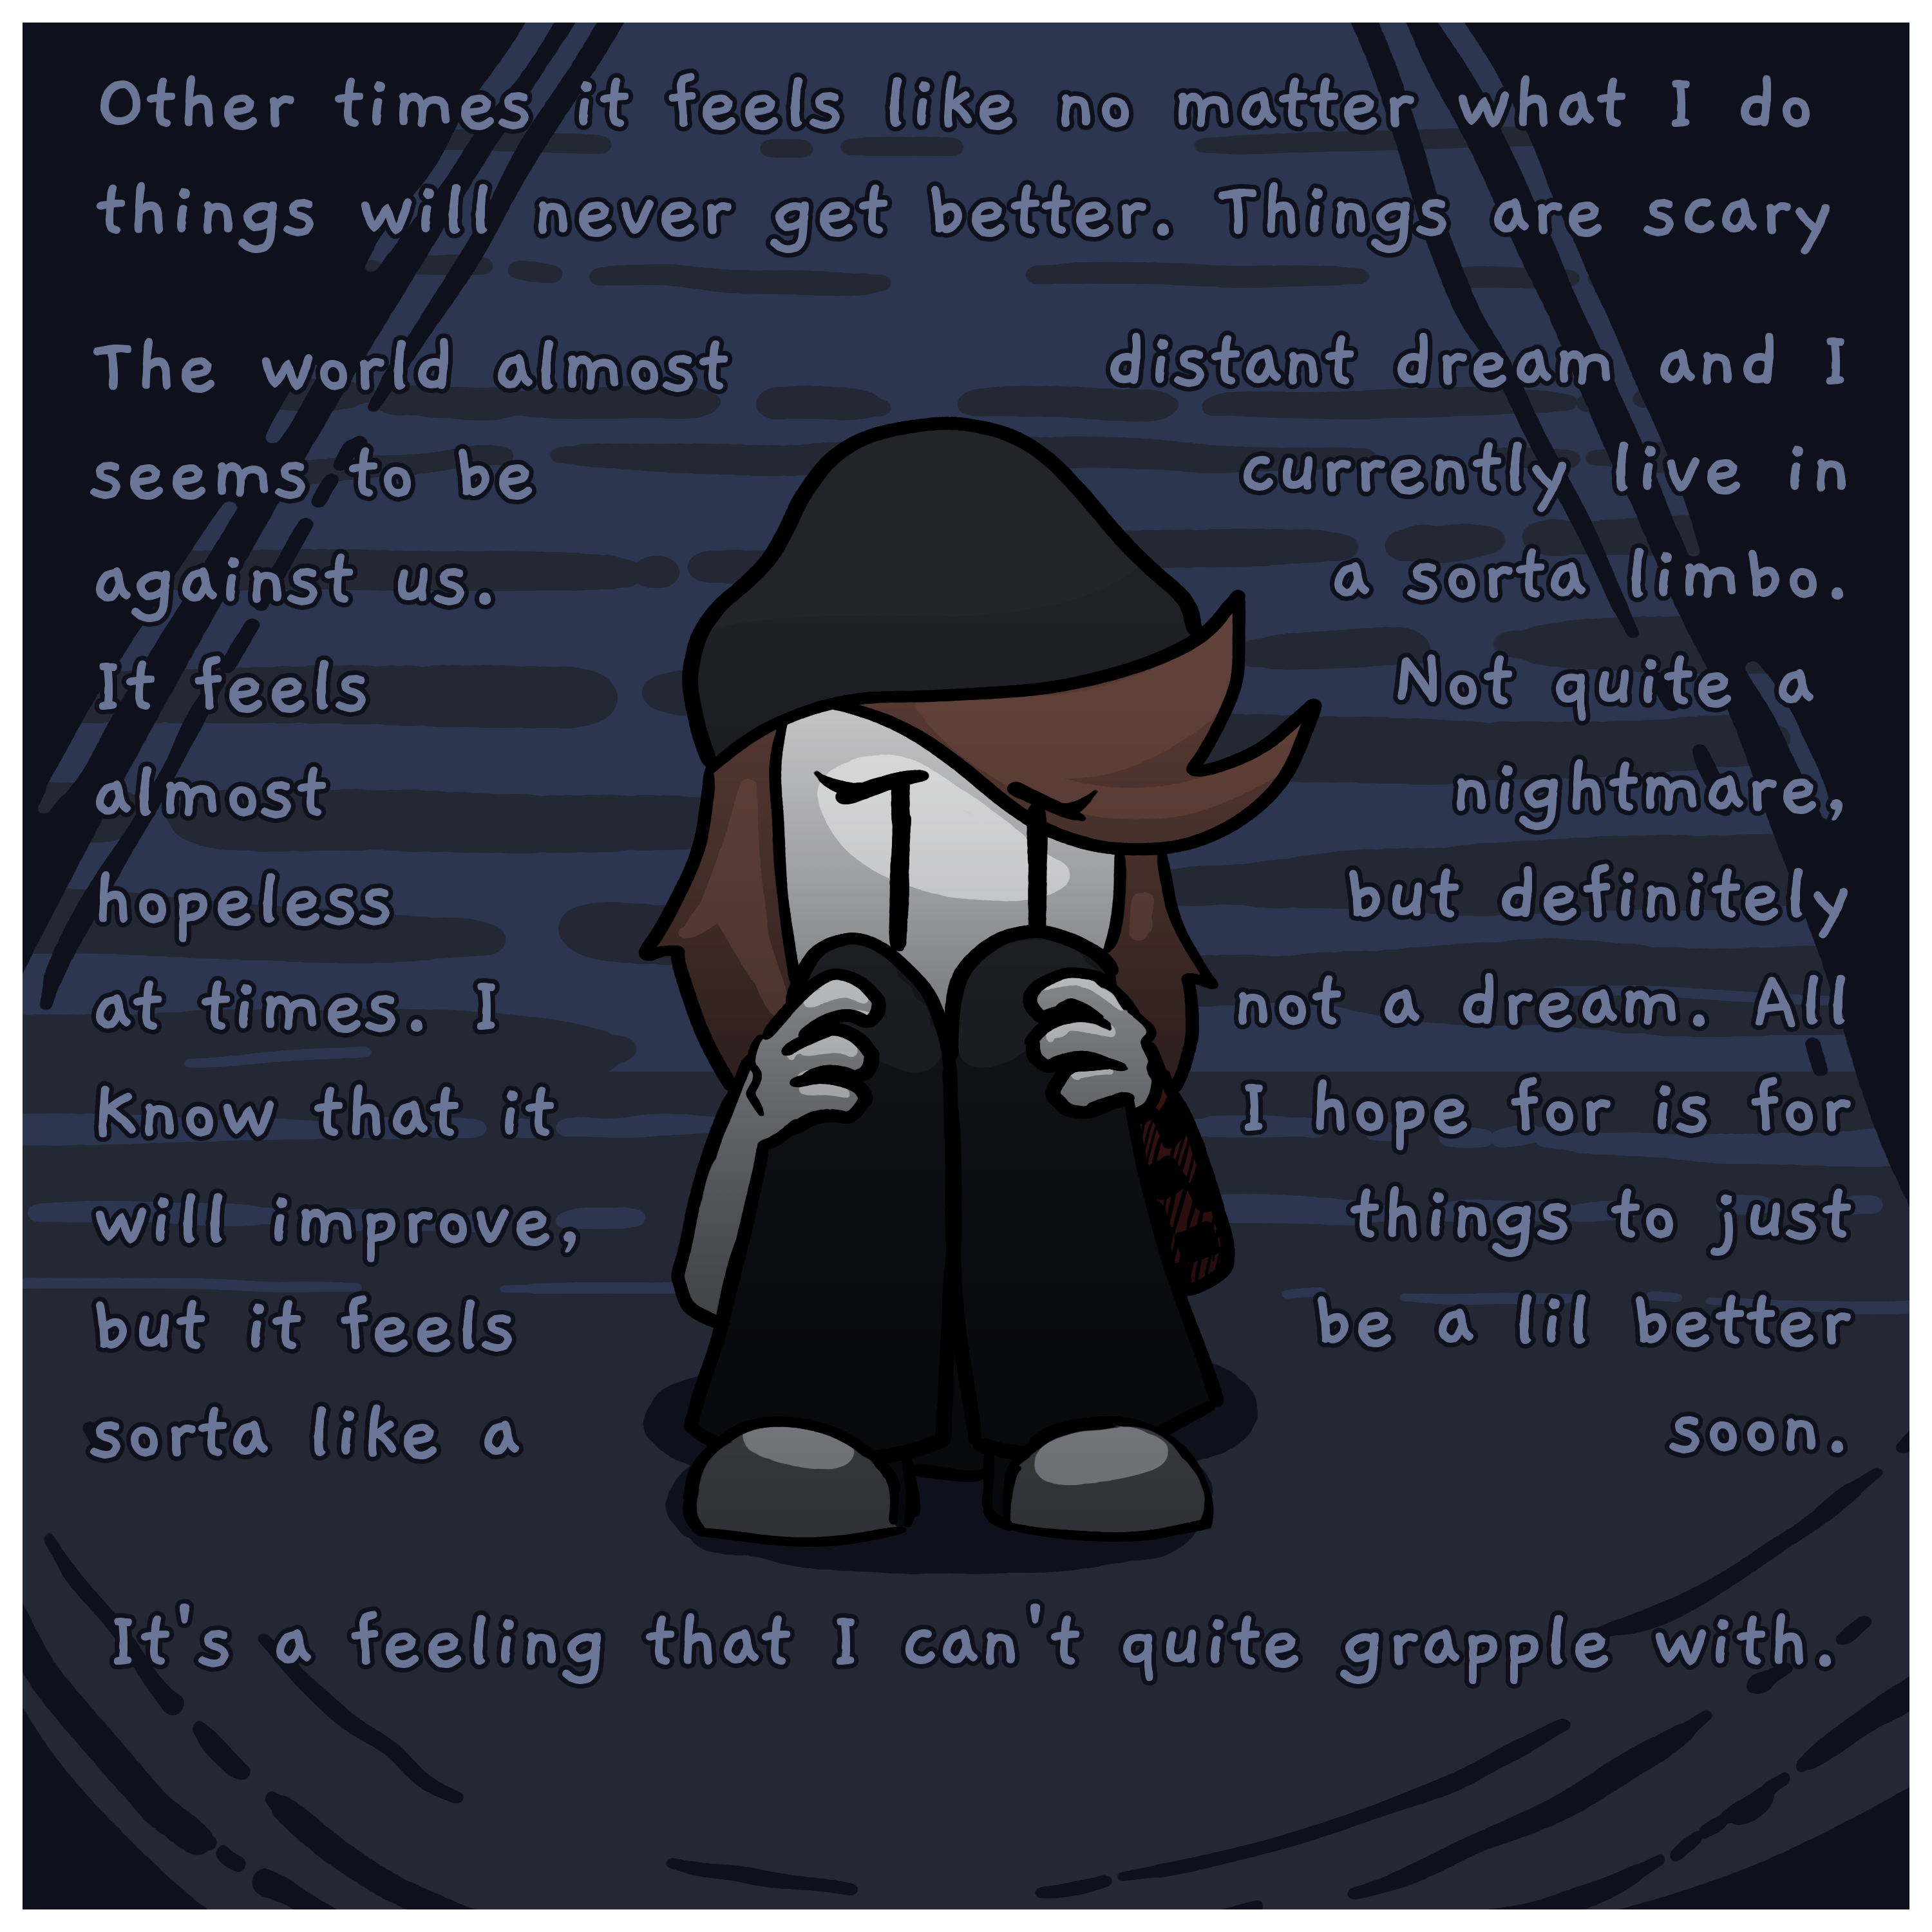 Other times it feels like no matter what I do
things will never get better. Things are scary
The world almost
seems to be
against us.
It feels
almost
hopeless
at times. I
know that it
will improve,
but it feels
sorta like a
distant dream and I
currently live in
a sorta limbo.
Not quite a
nightmare,
but definitely
not a dream. All
I hope for is for
things to just
be a lil better
soon.
It's a feeling that I can't quite grapple with.